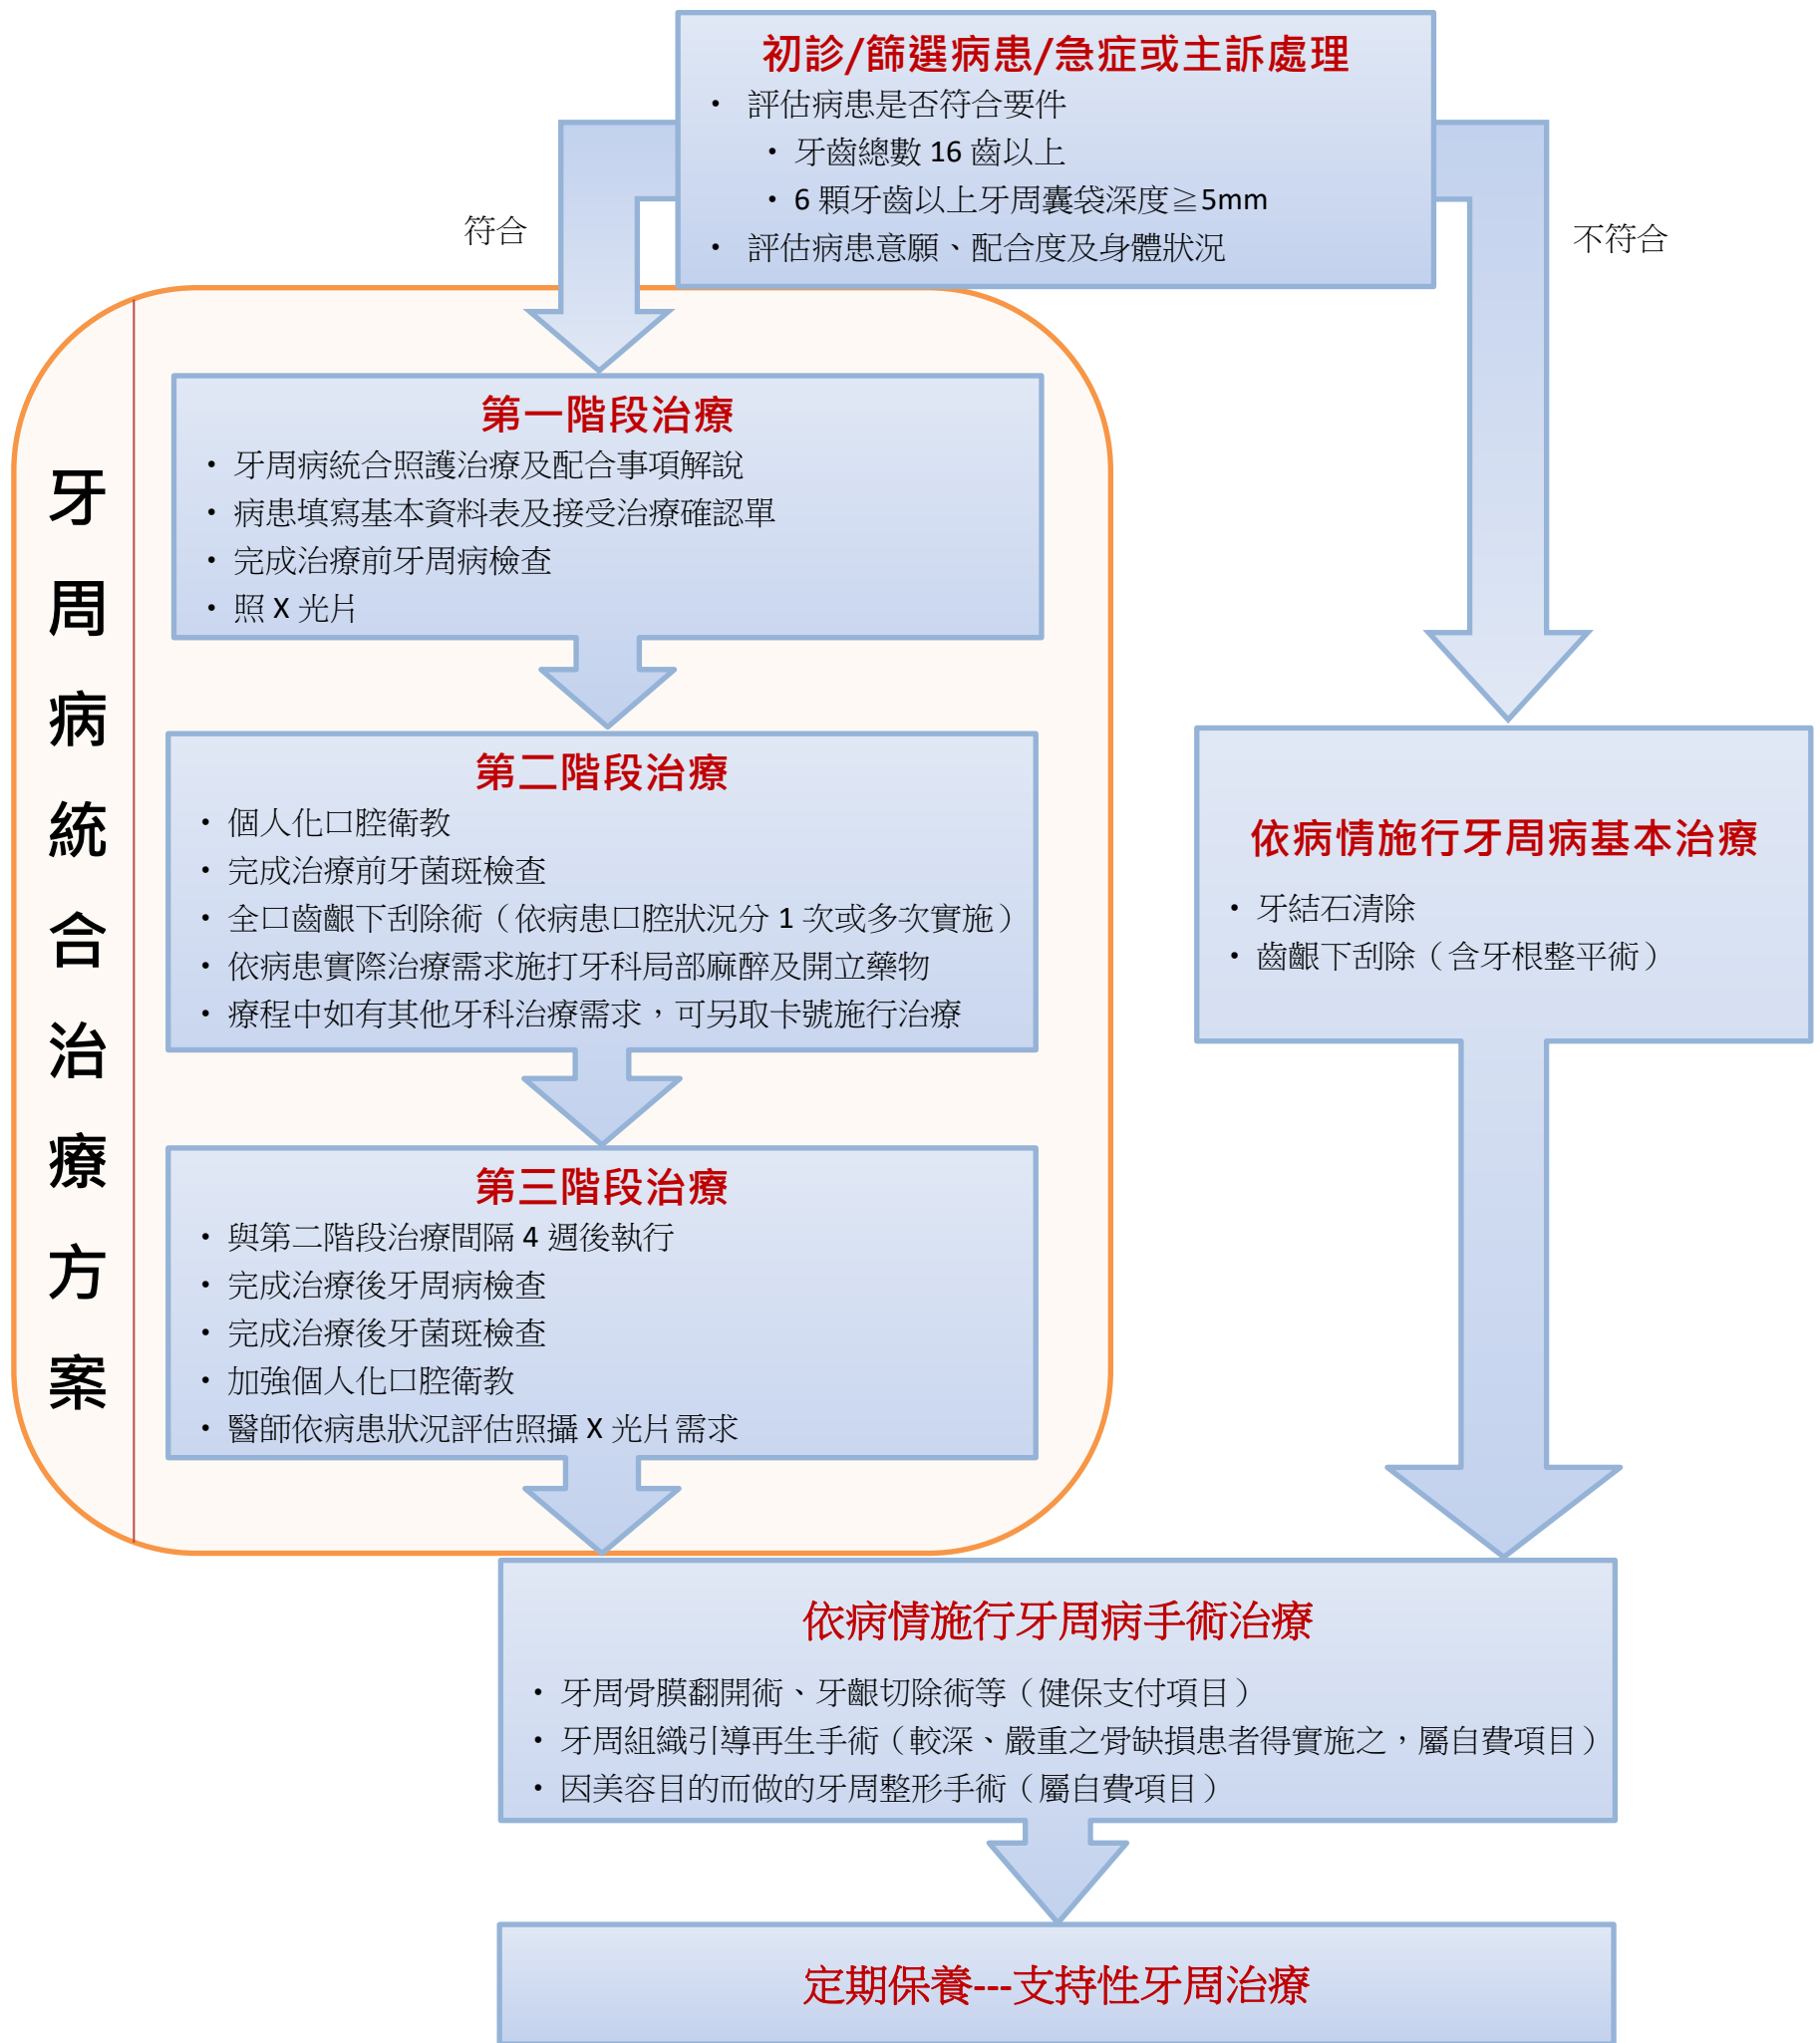 初診/篩選病患/急症或主訴處理
• 評估病患是否符合要件
• 牙齒總數 16 齒以上
• 6 顆牙齒以上牙周囊袋深度≧5mm
• 評估病患意願、配合度及身體狀況
符合
不符合
牙周病統合治療方案
第一階段治療
• 牙周病統合照護治療及配合事項解說
• 病患填寫基本資料表及接受治療確認單
• 完成治療前牙周病檢查
• 照 X 光片
第二階段治療
• 個人化口腔衛教
• 完成治療前牙菌斑檢查
• 全口齒齦下刮除術（依病患口腔狀況分 1 次或多次實施）
• 依病患實際治療需求施打牙科局部麻醉及開立藥物
• 療程中如有其他牙科治療需求，可另取卡號施行治療
第三階段治療
• 與第二階段治療間隔 4 週後執行
• 完成治療後牙周病檢查
• 完成治療後牙菌斑檢查
• 加強個人化口腔衛教
• 醫師依病患狀況評估照攝 X 光片需求
依病情施行牙周病基本治療
• 牙結石清除
• 齒齦下刮除（含牙根整平術）
依病情施行牙周病手術治療
• 牙周骨膜翻開術、牙齦切除術等（健保支付項目）
• 牙周組織引導再生手術（較深、嚴重之骨缺損患者得實施之，屬自費項目）
• 因美容目的而做的牙周整形手術（屬自費項目）
定期保養---支持性牙周治療